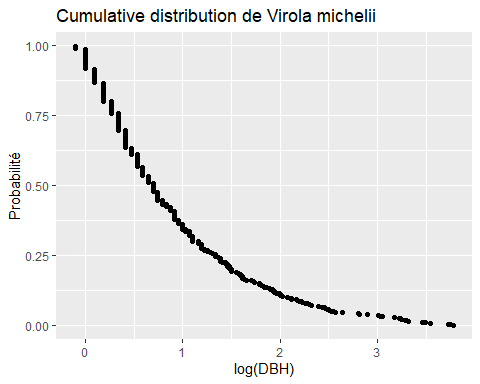 Cumulative distribution de Virola michelii
Probabilité
1.00
0.75
0.50
0.25
0.00
0 1 2 3
log(DBH)